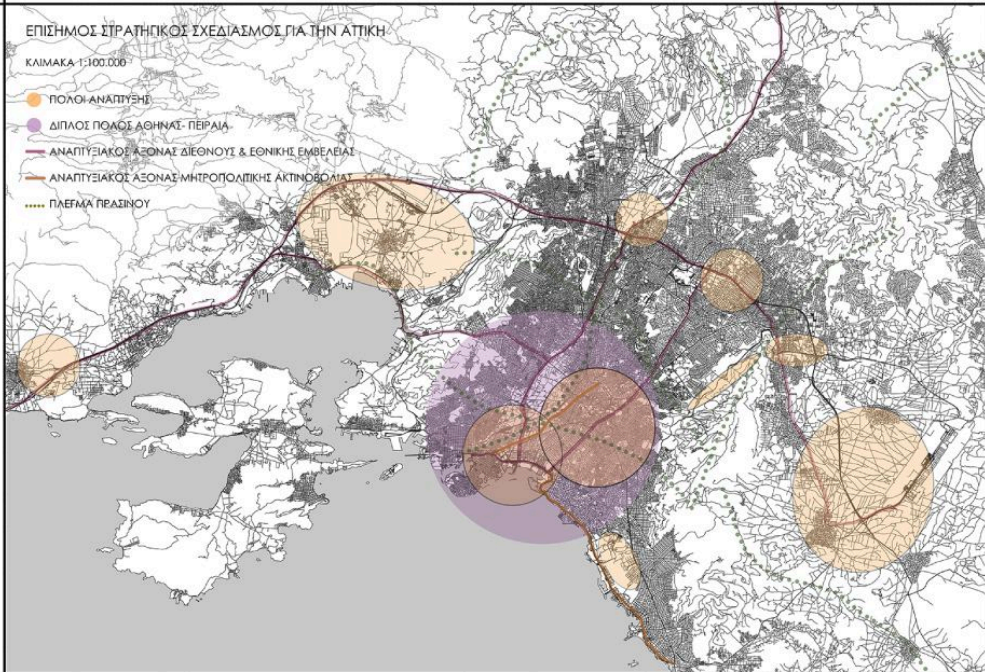 ΕΠΙΣΗΜΟΣ ΣΤΡΑΤΗΓΙΚΟΣ ΣΧΕΔΙΑΣΜΟΣ ΓΙΑ ΤΗΝ ΑΤΤΙΚΗ
ΚΛΙΜΑΚΑ 1:100.000
ΠΟΛΟΙ ΑΝΑΠΤΥΞΗΣ
ΔΙΠΛΟΣ ΠΟΛΟΣ ΑΘΗΝΑΣ- ΠΕΙΡΑΙΑ
ΑΝΑΠΤΥΞΙΑΚΟΣ ΑΞΟΝΑΣ ΔΙΕΘΝΟΥΣ & ΕΘΝΙΚΗΣ ΕΜΒΕΛΕΙΑΣ
ΑΝΑΠΤΥΞΙΑΚΟΣ ΑΞΟΝΑΣ ΜΗΤΡΟΠΟΛΙΤΙΚΗΣ ΑΚΤΙΝΟΒΟΛΙΑΣ
ΠΛΕΓΜΑ ΠΡΑΣΙΝΟΥ